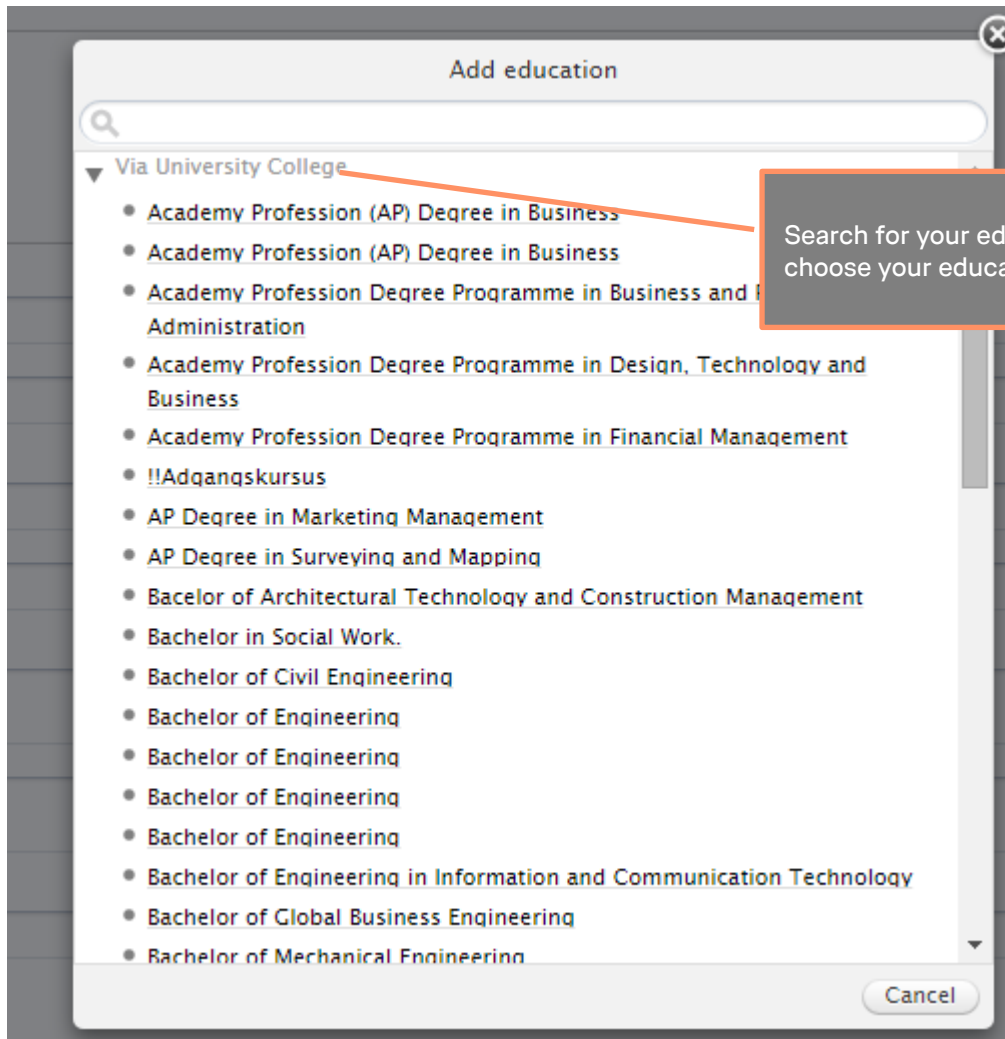 Add education
Via University College
Academy Profession (AP) Degree in Business
Academy Profession (AP) Degree in Business
Academy Profession Degree Programme in Business and
Administration
Academy Profession Degree Programme in Design, Technology and
Business
Academy Profession Degree Programme in Financial Management
!!Adgangskursus
AP Degree in Marketing Management
AP Degree in Surveying and Mapping
Bacelor of Architectural Technology and Construction Management
Bachelor in Social Work.
Bachelor of Civil Engineering
Bachelor of Engineering
Bachelor of Engineering
Bachelor of Engineering
Bachelor of Engineering
Bachelor of Engineering in Information and Communication Technology
Bachelor of Global Business Engineering
Bachelor of Mechanical Engineering
Search for your
choose your
Cancel